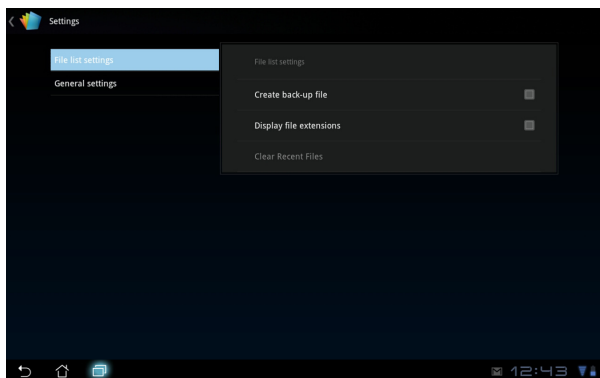 Settings
File list settings
General settings
File list settings
Create back-up file
Display file extensions
Clear Recent Files
12:43